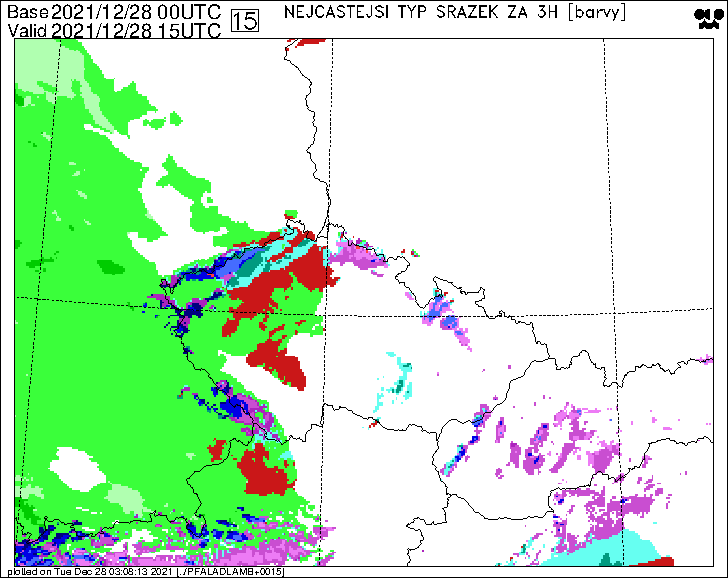 Base 2021/12/28 00UTC
Valid 2021/12/28 15UTC
15
NEJCASTEJSI TYP SRAZEK ZA 3H [barvy]
plotted on Tue Dec 28 03:08:13 2021 [./PFALADLAMB+0015]